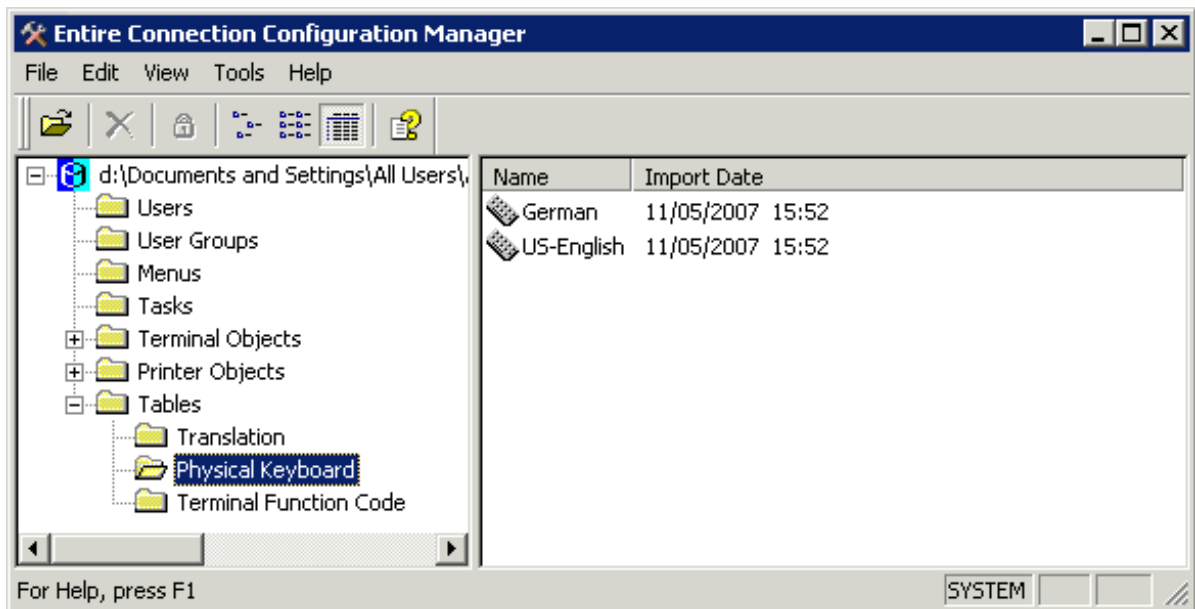 Entire Connection Configuration Manager
File Edit View Tools Help
d:\Documents and Settings\All Users\
Users
User Groups
Menus
Tasks
Terminal Objects
Printer Objects
Tables
Translation
Physical Keyboard
Terminal Function Code
Name Import Date
German 11/05/2007 15:52
US-English 11/05/2007 15:52
For Help, press F1 SYSTEM